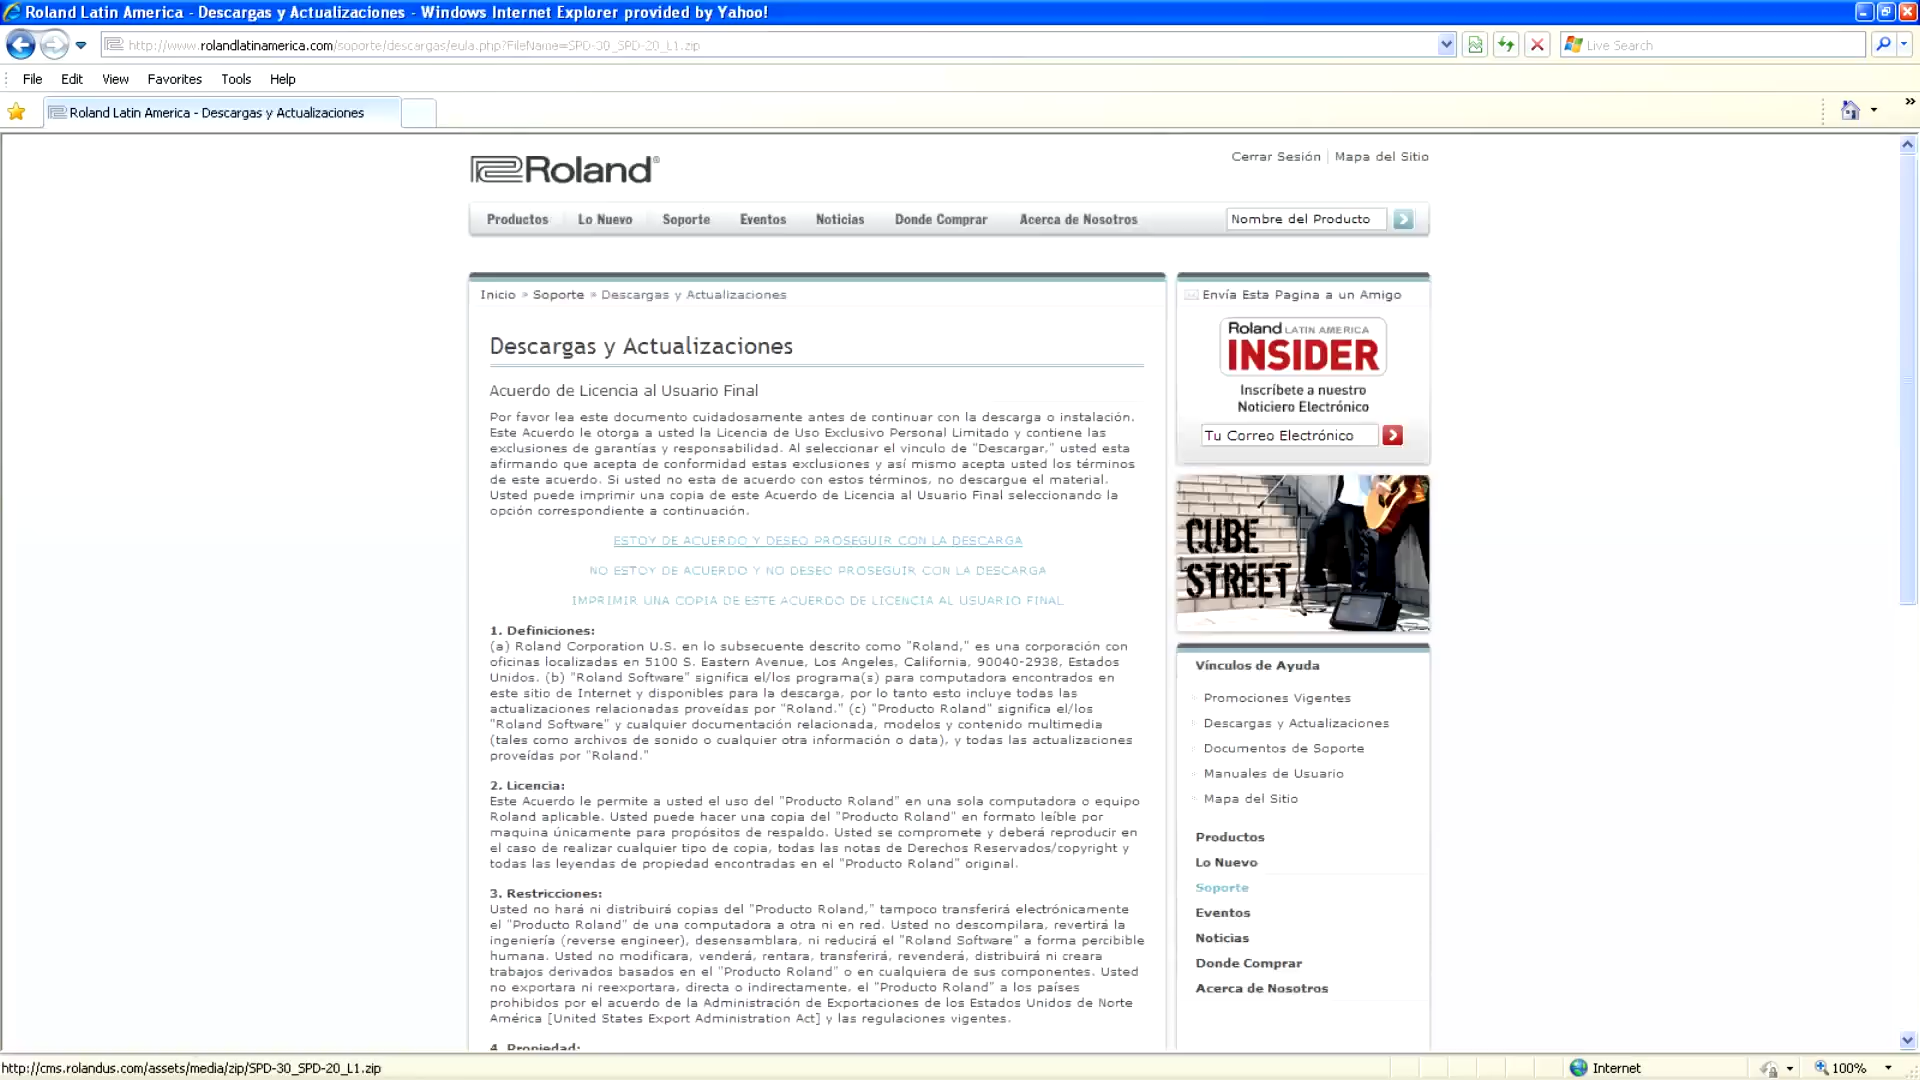 Roland Latin America - Descargas y Actualizaciones - Windows Internet Explorer provided by Yahoo!
http://www.rolandlatinamerica.com/soporte/descargas/eula.php?FileName=SPD-30_SPD-20_L1.zip
Live Search
File Edit View Favorites Tools Help
Roland Latin America - Descargas y Actualizaciones
»
Roland®
Cerrar Sesión | Mapa del Sitio
Productos Lo Nuevo Soporte Eventos Noticias Donde Comprar Acerca de Nosotros
Nombre del Producto
Inicio » Soporte » Descargas y Actualizaciones
Descargas y Actualizaciones
Acuerdo de Licencia al Usuario Final
Por favor lea este documento cuidadosamente antes de continuar con la descarga o instalación.
Este Acuerdo le otorga a usted la Licencia de Uso Exclusivo Personal Limitado y contiene las
exclusiones de garantías y responsabilidad. Al seleccionar el vinculo de "Descargar," usted esta
afirmando que acepta de conformidad estas exclusiones y así mismo acepta usted los términos
de este acuerdo. Si usted no esta de acuerdo con estos términos, no descargue el material.
Usted puede imprimir una copia de este Acuerdo de Licencia al Usuario Final seleccionando la
opción correspondiente a continuación.
ESTOY DE ACUERDO Y DESEO PROSEGUIR CON LA DESCARGA
NO ESTOY DE ACUERDO Y NO DESEO PROSEGUIR CON LA DESCARGA
IMPRIMIR UNA COPIA DE ESTE ACUERDO DE LICENCIA AL USUARIO FINAL
1. Definiciones:
(a) Roland Corporation U.S. en lo subsecuente descrito como "Roland," es una corporación con
oficinas localizadas en 5100 S. Eastern Avenue, Los Angeles, California, 90040-2938, Estados
Unidos. (b) "Roland Software" significa el/los programa(s) para computadora encontrados en
este sitio de Internet y disponibles para la descarga, por lo tanto esto incluye todas las
actualizaciones relacionadas proveídas por "Roland." (c) "Producto Roland" significa el/los
"Roland Software" y cualquier documentación relacionada, modelos y contenido multimedia
(tales como archivos de sonido o cualquier otra información o data), y todas las actualizaciones
proveídas por "Roland."
2. Licencia:
Este Acuerdo le permite a usted el uso del "Producto Roland" en una sola computadora o equipo
Roland aplicable. Usted puede hacer una copia del "Producto Roland" en formato leíble por
maquina únicamente para propósitos de respaldo. Usted se compromete y deberá reproducir en
el caso de realizar cualquier tipo de copia, todas las notas de Derechos Reservados/copyright y
todas las leyendas de propiedad encontradas en el "Producto Roland" original.
3. Restricciones:
Usted no hará ni distribuirá copias del "Producto Roland," tampoco transferirá electrónicamente
el "Producto Roland" de una computadora a otra ni en red. Usted no descompilara, revertirá la
ingeniería (reverse engineer), desensamblara, ni reducirá el "Roland Software" a forma percibible
humana. Usted no modificara, venderá, rentara, transferirá, revenderá, distribuirá ni creara
trabajos derivados basados en el "Producto Roland" o en cualquiera de sus componentes. Usted
no exportara ni reexportara, directa o indirectamente, el "Producto Roland" a los países
prohibidos por el acuerdo de la Administración de Exportaciones de los Estados Unidos de Norte
América [United States Export Administration Act] y las regulaciones vigentes.
4. Propiedad:
Envía Esta Pagina a un Amigo
Roland LATIN AMERICA
INSIDER
Inscríbete a nuestro
Noticiero Electrónico
Tu Correo Electrónico
CUBE
STREET
Vínculos de Ayuda
Promociones Vigentes
Descargas y Actualizaciones
Documentos de Soporte
Manuales de Usuario
Mapa del Sitio
Productos
Lo Nuevo
Soporte
Eventos
Noticias
Donde Comprar
Acerca de Nosotros
http://cms.rolandus.com/assets/media/zip/SPD-30_SPD-20_L1.zip
Internet
100%